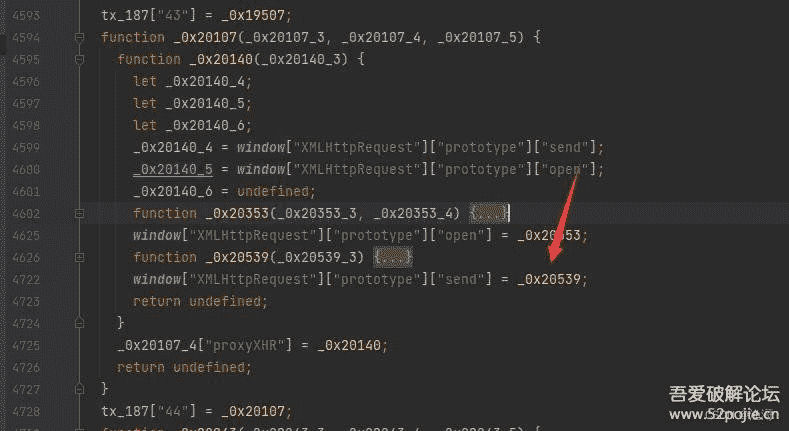 4593 tx_187["43"] = _0x19507;
4594 function _0x20107(_0x20107_3, _0x20107_4, _0x20107_5) {
4595 function _0x20140(_0x20140_3) {
4596 let _0x20140_4;
4597 let _0x20140_5;
4598 let _0x20140_6;
4599 _0x20140_4 = window["XMLHttpRequest"]["prototype"]["send"];
4600 _0x20140_5 = window["XMLHttpRequest"]["prototype"]["open"];
4601 _0x20140_6 = undefined;
4602 function _0x20353(_0x20353_3, _0x20353_4) {...}
4625 window["XMLHttpRequest"]["prototype"]["open"] = _0x20353;
4626 function _0x20539(_0x20539_3) {...}
4722 window["XMLHttpRequest"]["prototype"]["send"] = _0x20539;
4723 return undefined;
4724 }
4725 _0x20107_4["proxyXHR"] = _0x20140;
4726 return undefined;
4727 }
4728 tx_187["44"] = _0x20107;
吾爱破解论坛
www.52pojie.cn